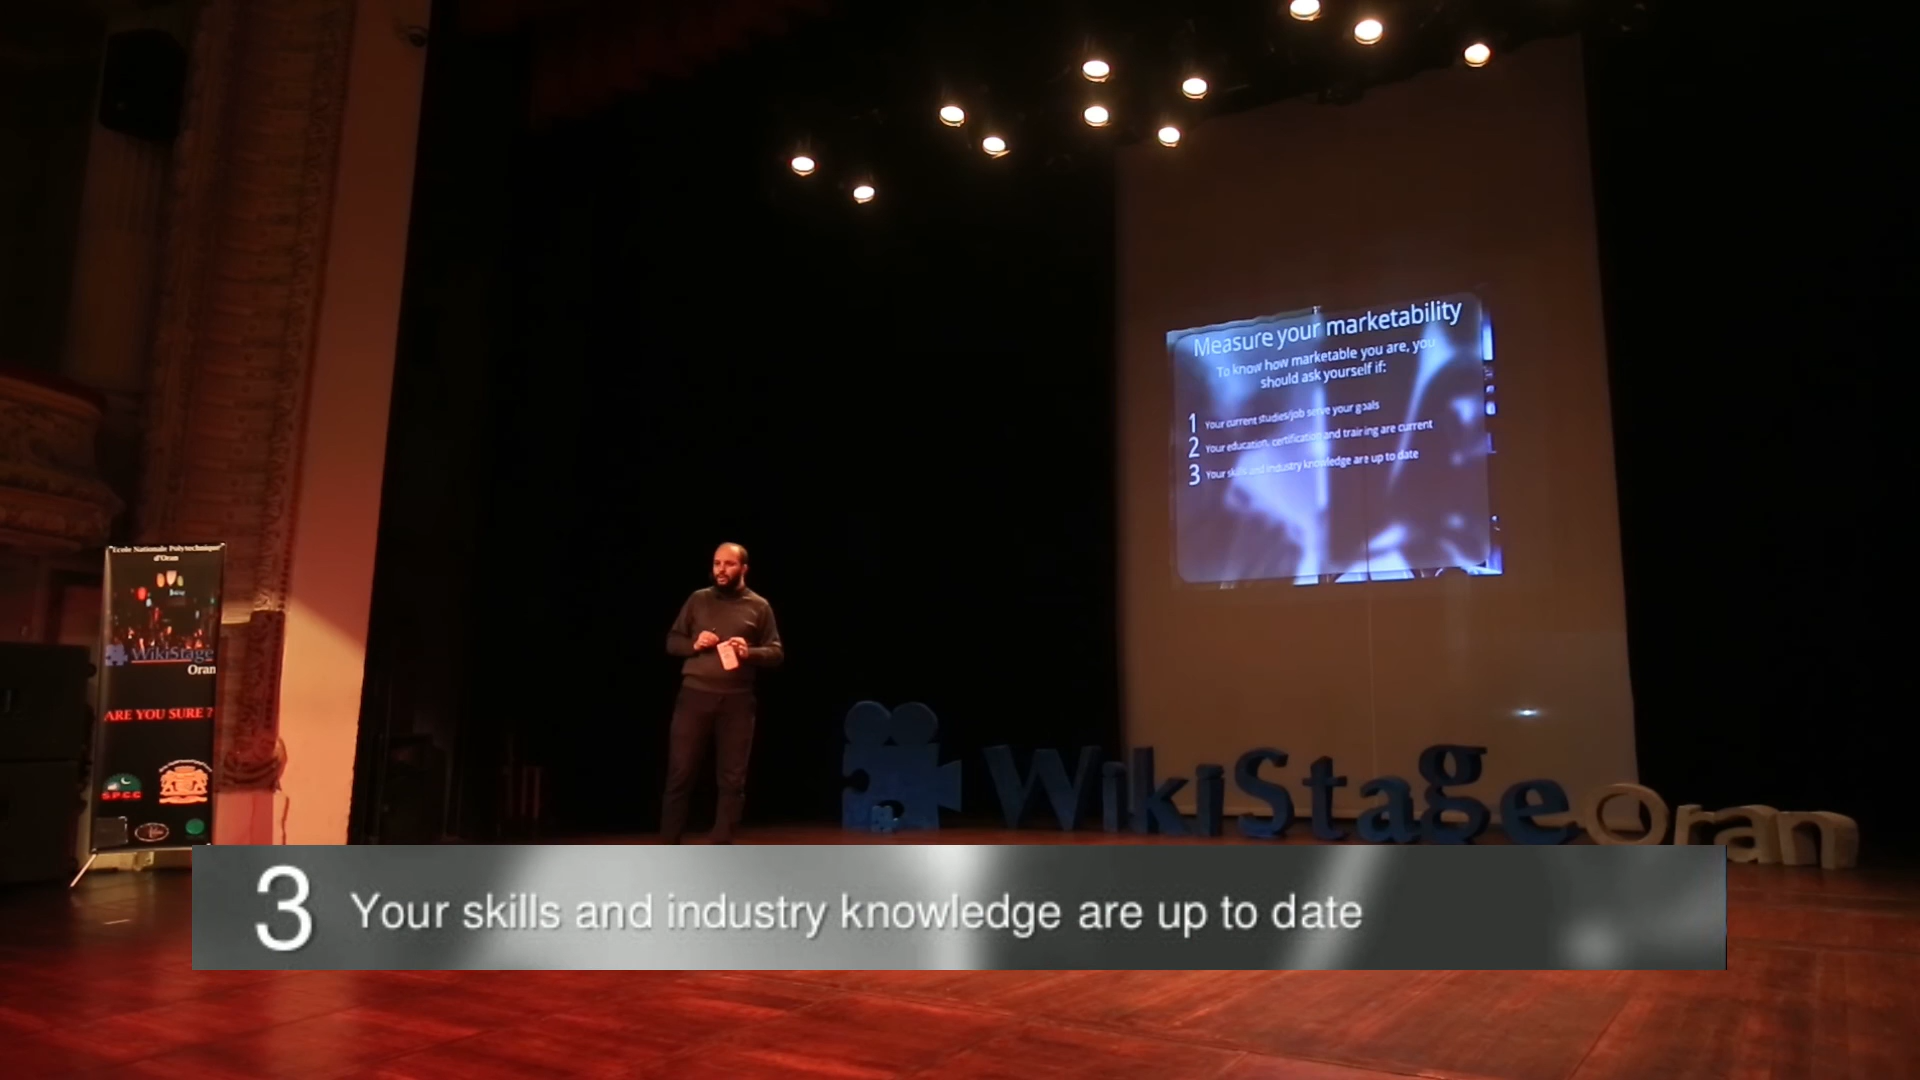 Measure your marketability
To know how marketable you are, you
should ask yourself if:
1 Your current studies/job serve your goals
2 Your education, certification and training are current
3 Your skills and industry knowledge are up to date
Ecole Nationale Polytechnique
d'Oran
WikiStage
Oran
ARE YOU SURE ?
SPCC
WikiStage Oran
3 Your skills and industry knowledge are up to date